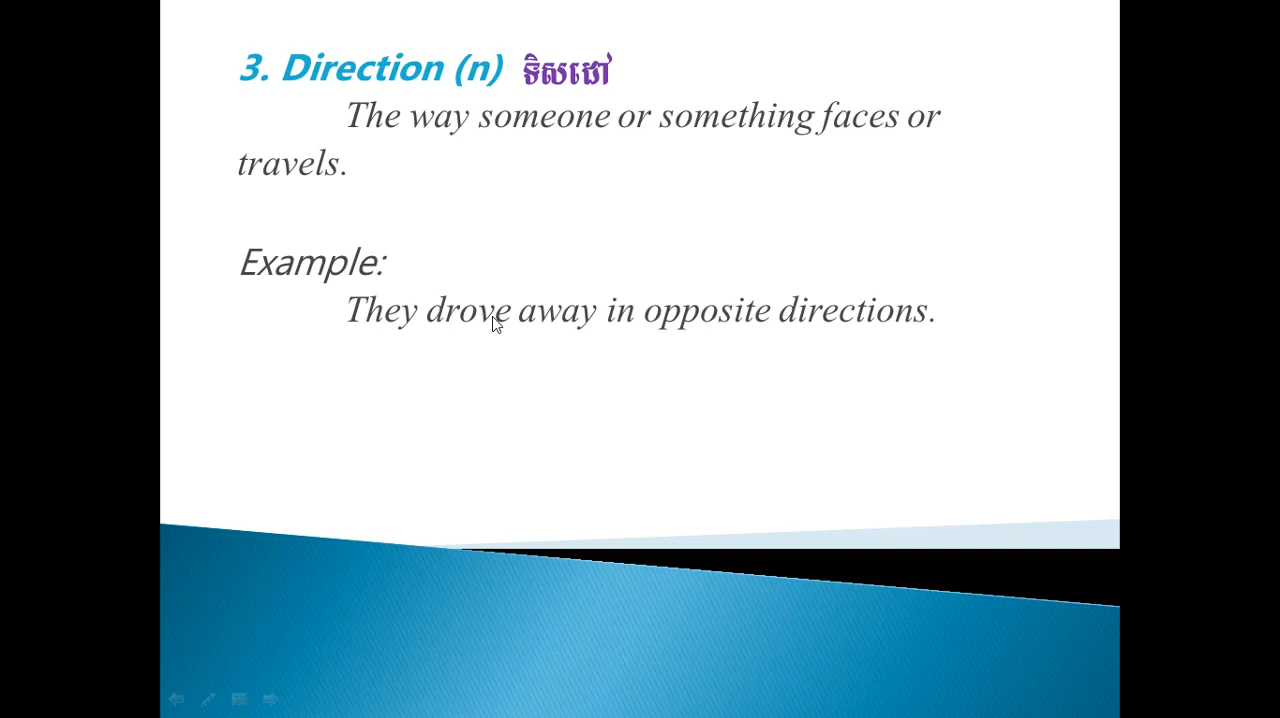 3. Direction (n) ទិសដៅ
The way someone or something faces or
travels.
Example:
They drove away in opposite directions.